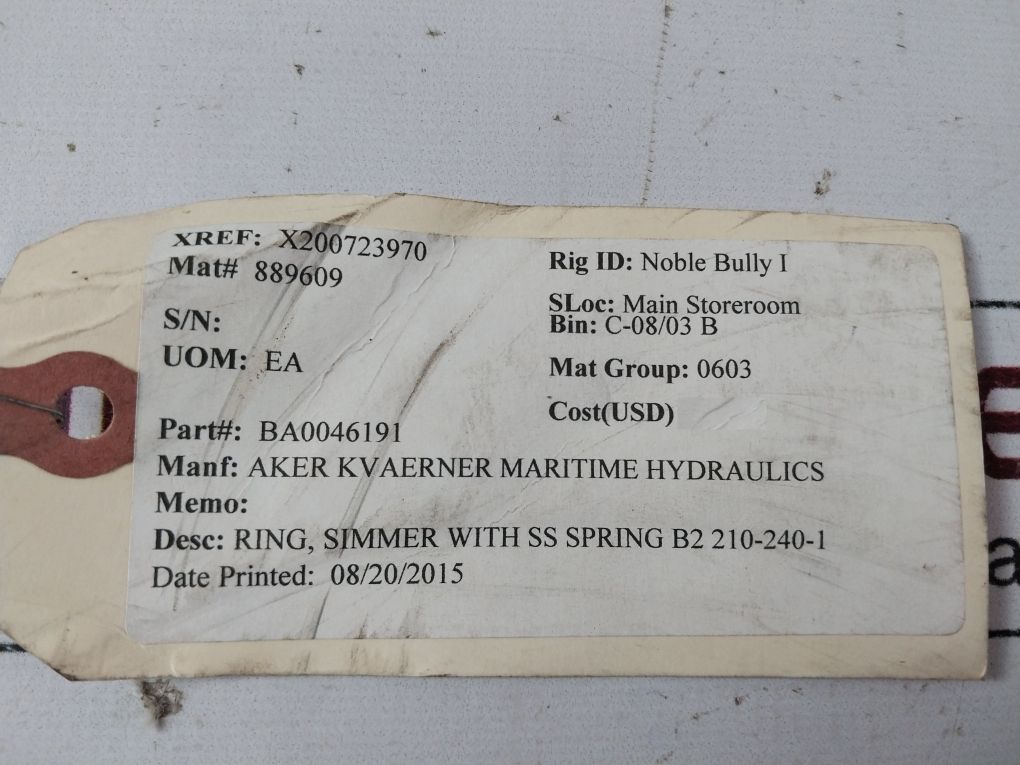 XREF: X200723970
Mat# 889609
S/N:
UOM: EA
Rig ID: Noble Bully I
SLoc: Main Storeroom
Bin: C-08/03 B
Mat Group: 0603
Cost(USD)
Part#: BA0046191
Manf: AKER KVAERNER MARITIME HYDRAULICS
Memo:
Desc: RING, SIMMER WITH SS SPRING B2 210-240-1
Date Printed: 08/20/2015